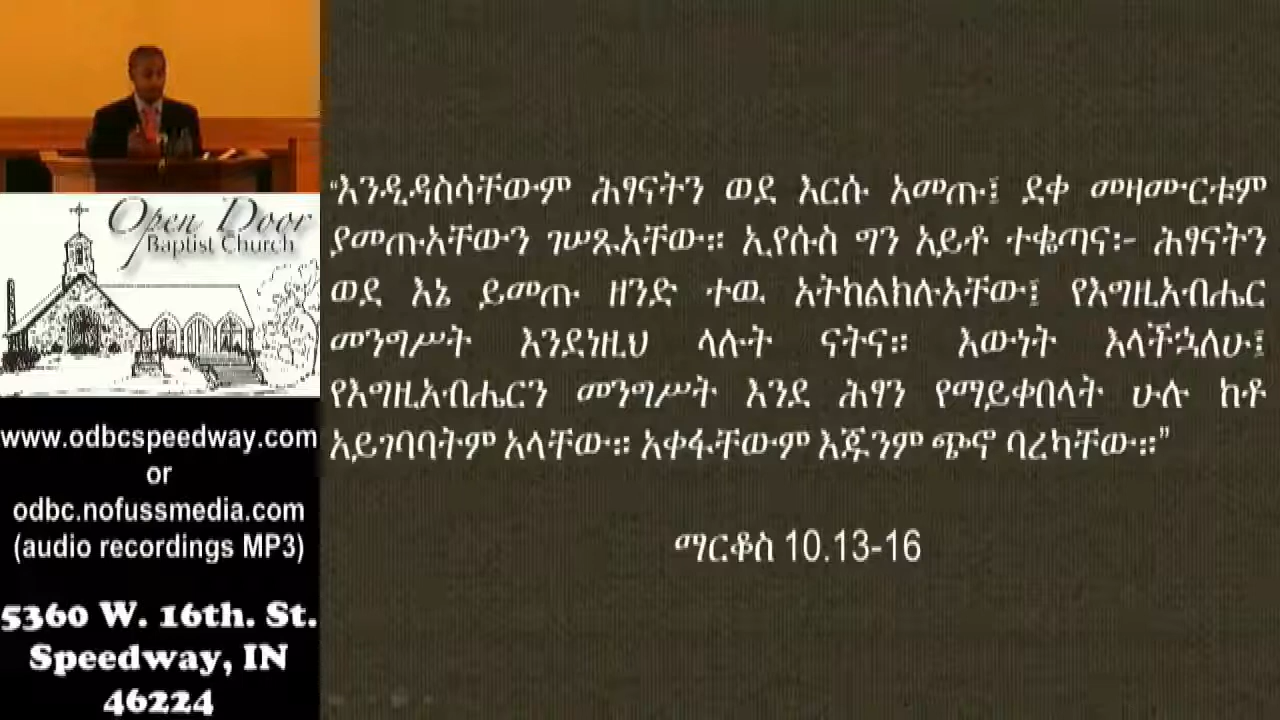 Open Door
Baptist Church
www.odbcspeedway.com
or
odbc.nofussmedia.com
(audio recordings MP3)
5360 W. 16th. St.
Speedway, IN
46224
“እንዲዳስሳቸውም ሕፃናትን ወደ እርሱ አመጡ፤ ደቀ መዛሙርቱም
ያመጡአቸውን ገሠጹአቸው። ኢየሱስ ግን አይቶ ተቈጣና፡- ሕፃናትን
ወደ እኔ ይመጡ ዘንድ ተዉ አትከልክሉአቸው፤ የእግዚአብሔር
መንግሥት እንደነዚህ ላሉት ናትና። እውነት እላችኋለሁ፤
የእግዚአብሔርን መንግሥት እንደ ሕፃን የማይቀበላት ሁሉ ከቶ
አይገባባትም አላቸው። አቀፋቸውም እጁንም ጭኖ ባረካቸው።”
ማርቆስ 10.13-16